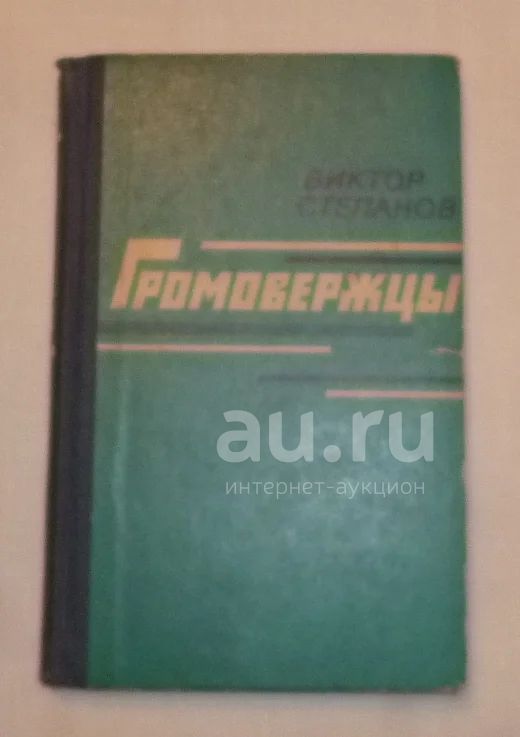 ВИКТОР
СТЕПАНОВ
ГРОМОВЕРЖЦЫ
au.ru
интернет-аукцион